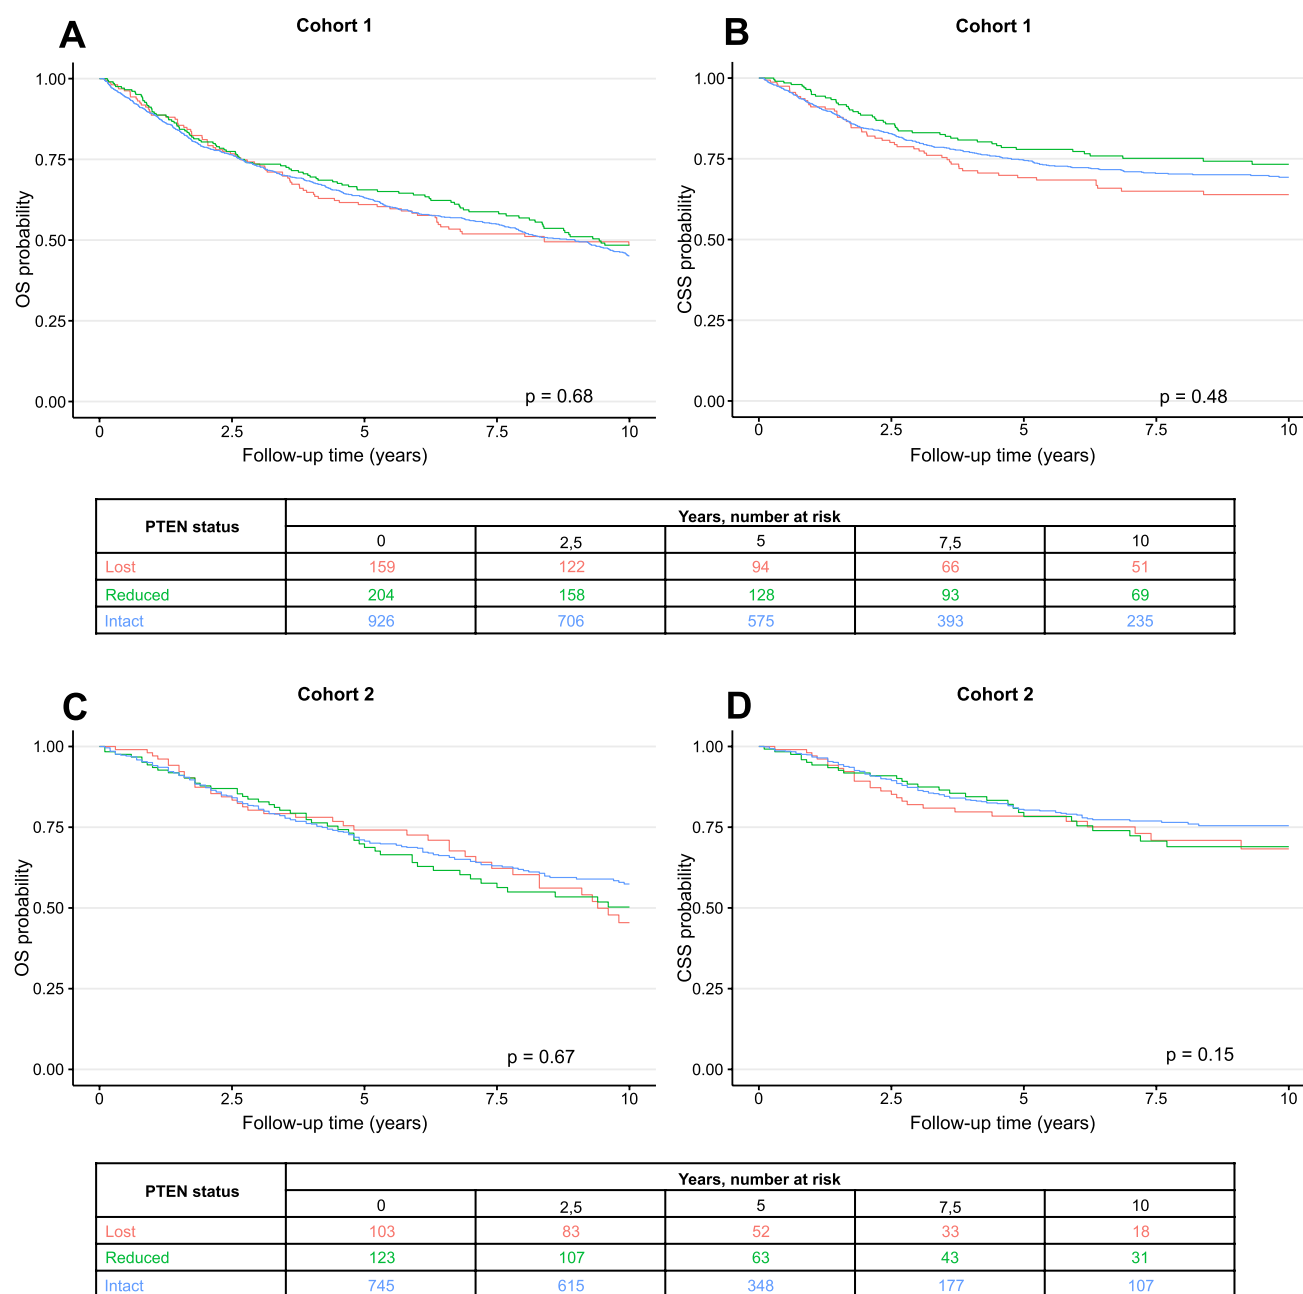 A
Cohort 1
1.00
0.75
0.50
0.25
0.00
OS probability
p = 0.68
0 2.5 5 7.5 10
Follow-up time (years)
B
Cohort 1
1.00
0.75
0.50
0.25
0.00
CSS probability
p = 0.48
0 2.5 5 7.5 10
Follow-up time (years)
PTEN status
Years, number at risk
0 2,5 5 7,5 10
Lost 159 122 94 66 51
Reduced 204 158 128 93 69
Intact 926 706 575 393 235
C
Cohort 2
1.00
0.75
0.50
0.25
0.00
OS probability
p = 0.67
0 2.5 5 7.5 10
Follow-up time (years)
D
Cohort 2
1.00
0.75
0.50
0.25
0.00
CSS probability
p = 0.15
0 2.5 5 7.5 10
Follow-up time (years)
PTEN status
Years, number at risk
0 2,5 5 7,5 10
Lost 103 83 52 33 18
Reduced 123 107 63 43 31
Intact 745 615 348 177 107